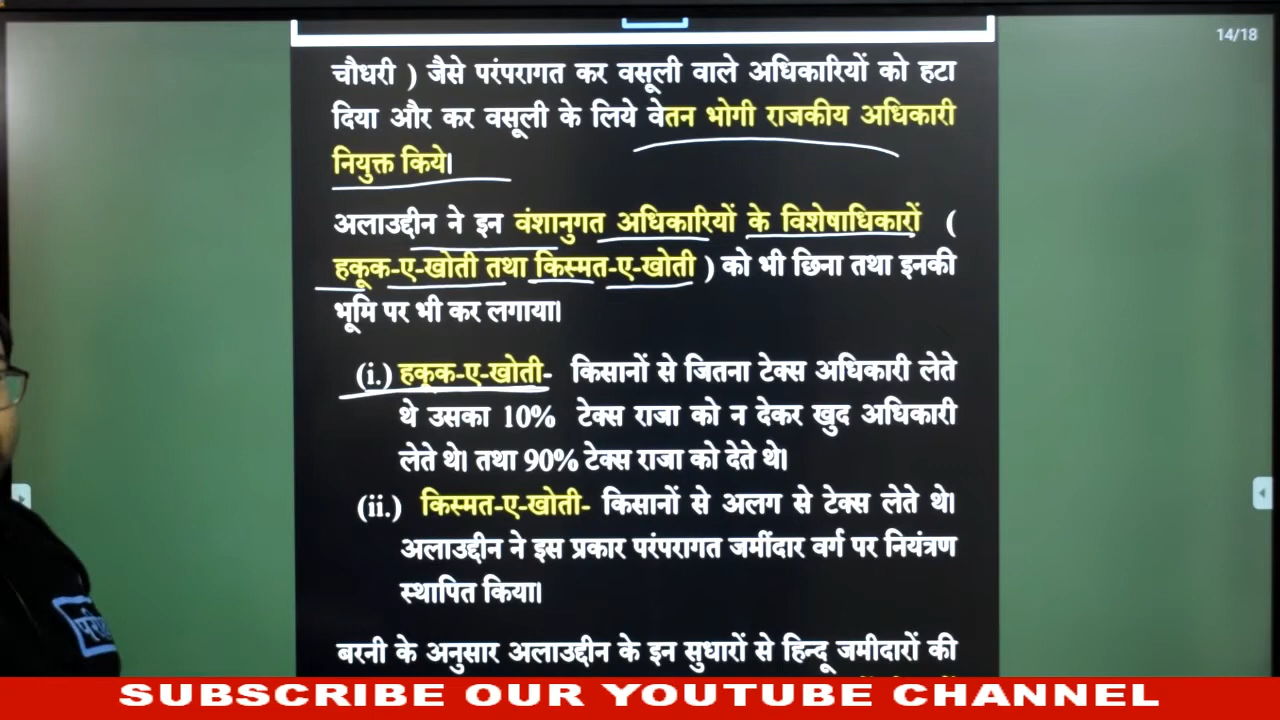 14/18
चौधरी ) जैसे परंपरागत कर वसूली वाले अधिकारियों को हटा
दिया और कर वसूली के लिये वेतन भोगी राजकीय अधिकारी
नियुक्त किये।
अलाउद्दीन ने इन वंशानुगत अधिकारियों के विशेषाधिकारों (
हकूक-ए-खोती तथा किस्मत-ए-खोती ) को भी छिना तथा इनकी
भूमि पर भी कर लगाया।
(i.) हकूक-ए-खोती- किसानों से जितना टेक्स अधिकारी लेते
थे उसका 10% टेक्स राजा को न देकर खुद अधिकारी
लेते थे। तथा 90% टेक्स राजा को देते थे।
(ii.) किस्मत-ए-खोती- किसानों से अलग से टेक्स लेते थे।
अलाउद्दीन ने इस प्रकार परंपरागत जमींदार वर्ग पर नियंत्रण
स्थापित किया।
बरनी के अनुसार अलाउद्दीन के इन सुधारों से हिन्दू जमीदारों की
SUBSCRIBE OUR YOUTUBE CHANNEL